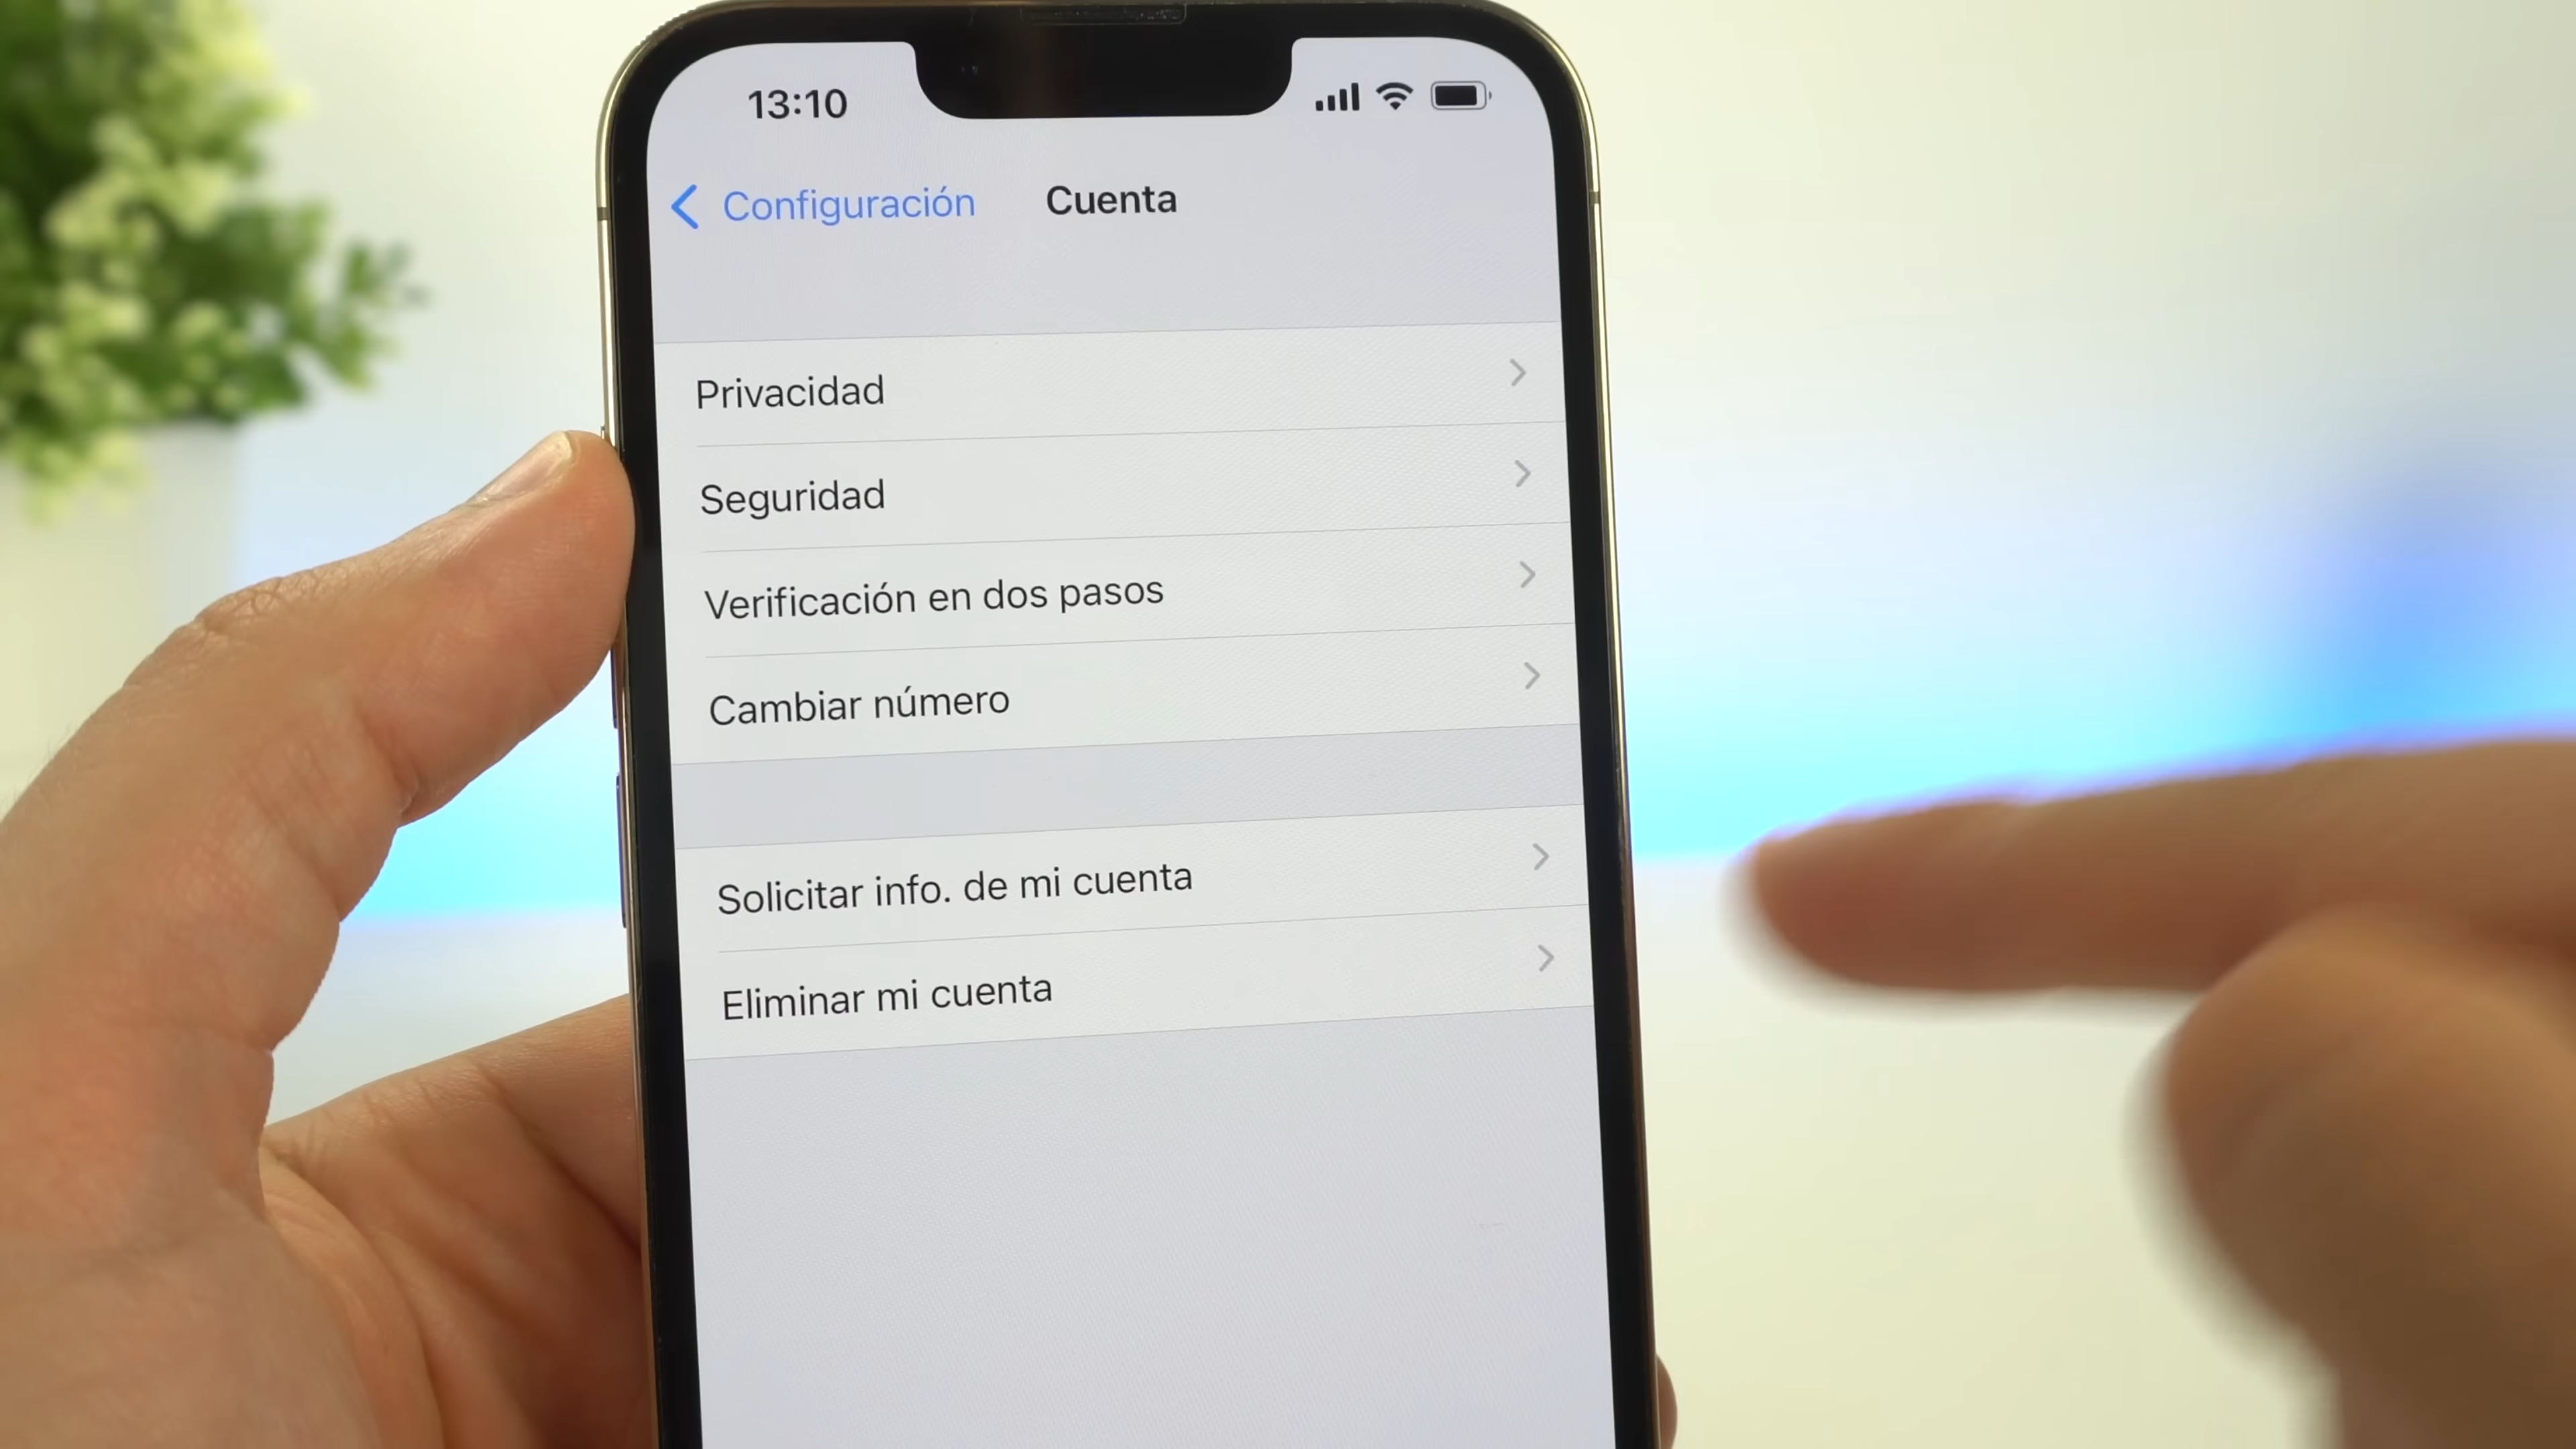 13:10
Configuración
Cuenta
Privacidad
Seguridad
Verificación en dos pasos
Cambiar número
Solicitar info. de mi cuenta
Eliminar mi cuenta